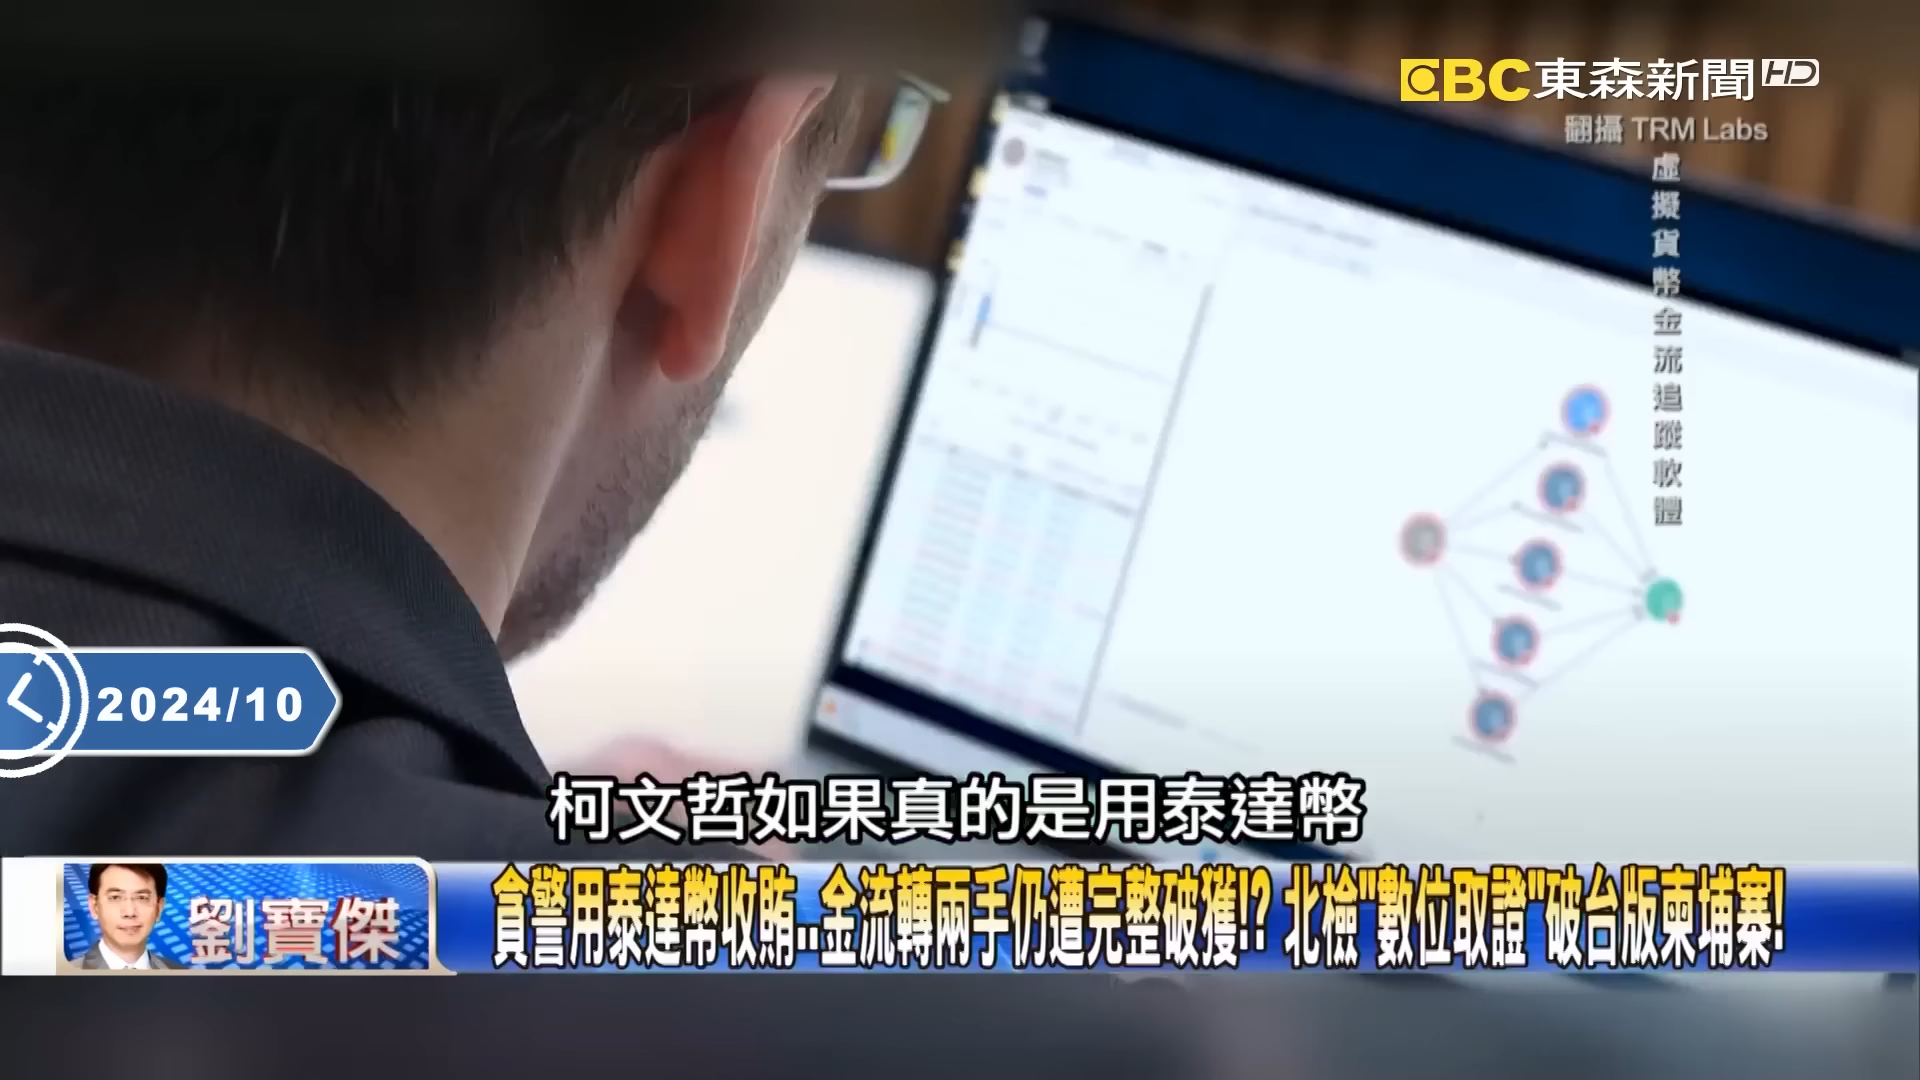 EBC東森新聞HD
翻攝 TRM Labs
虛擬貨幣金流追蹤軟體
2024/10
柯文哲如果真的是用泰達幣
劉寶傑
貪警用泰達幣收賄..金流轉兩手仍遭完整破獲!? 北檢"數位取證"破台版柬埔寨!